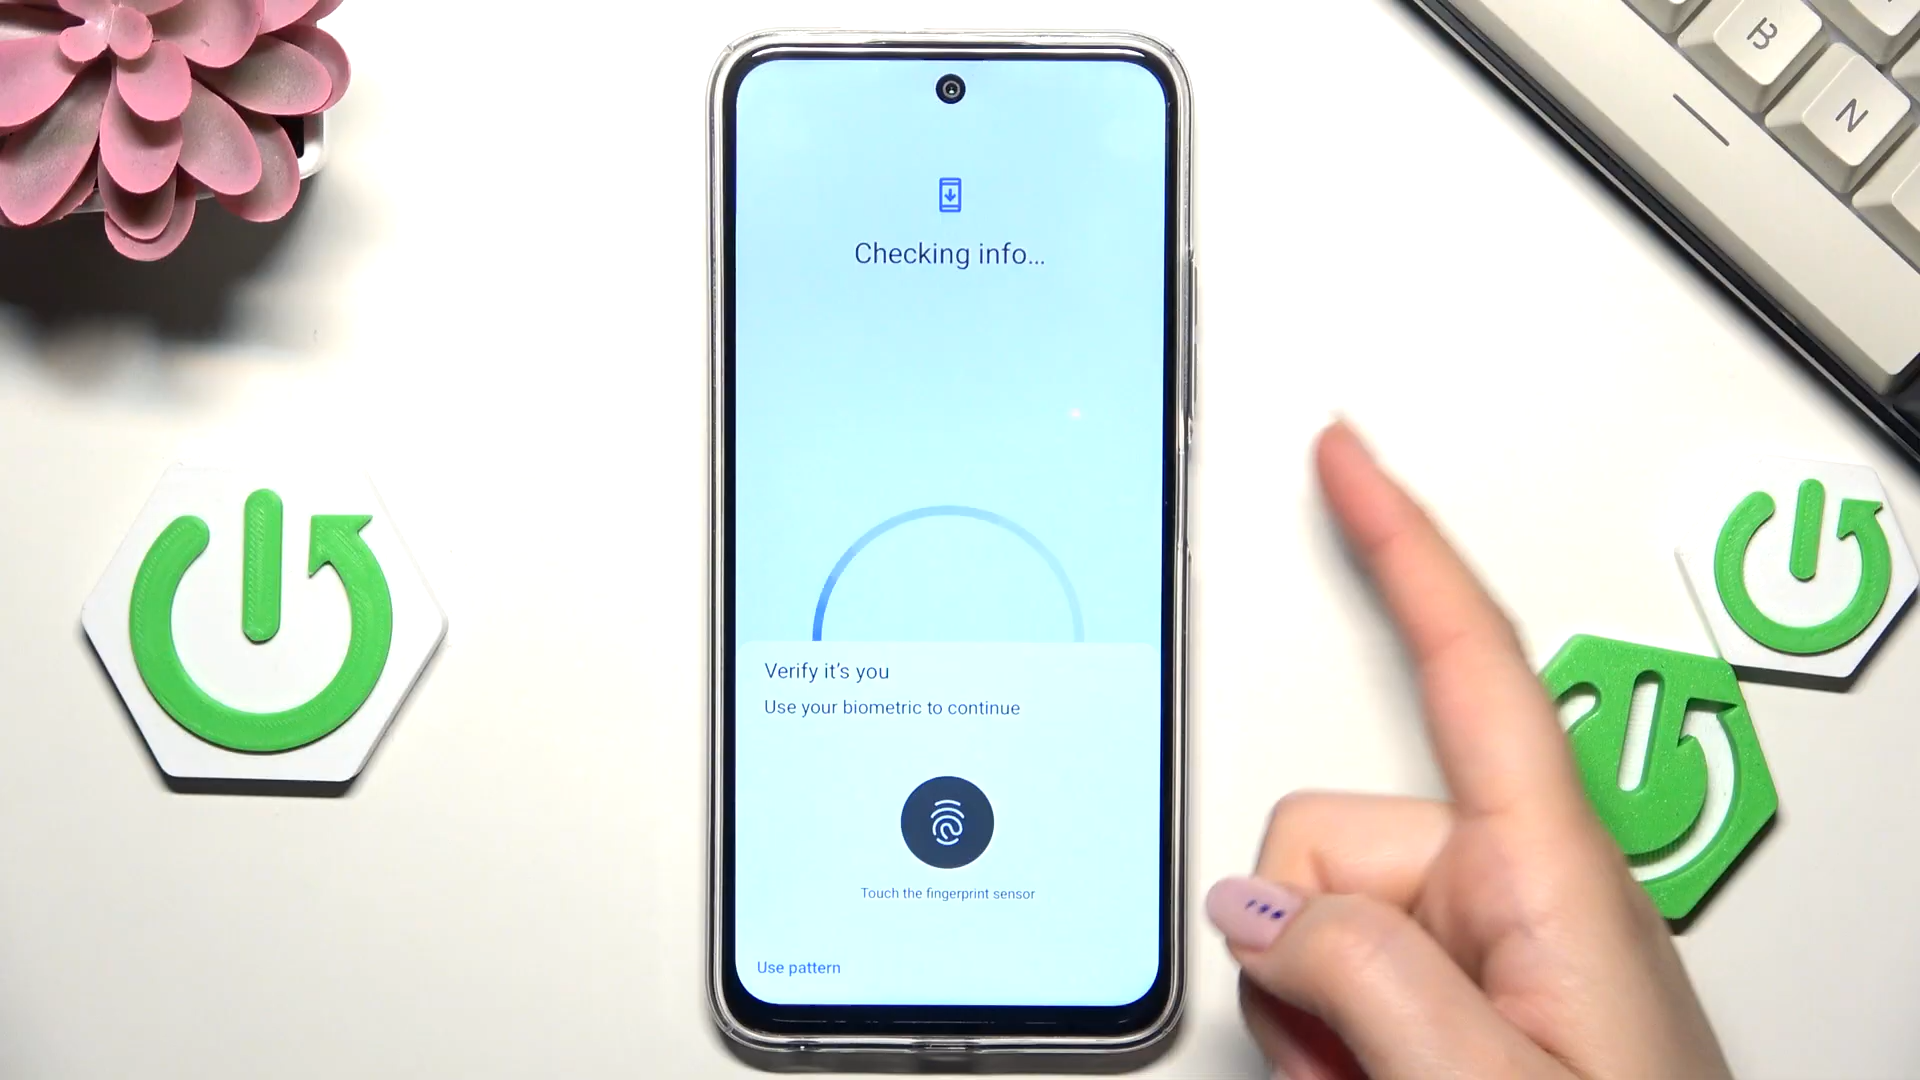 B
N
Checking info...
Verify it's you
Use your biometric to continue
Touch the fingerprint sensor
Use pattern